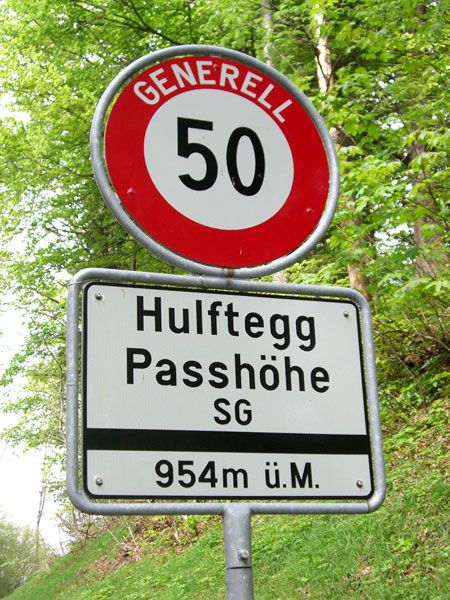 GENERELL
50
Hulftegg
Passhöhe
SG
954m ü.M.